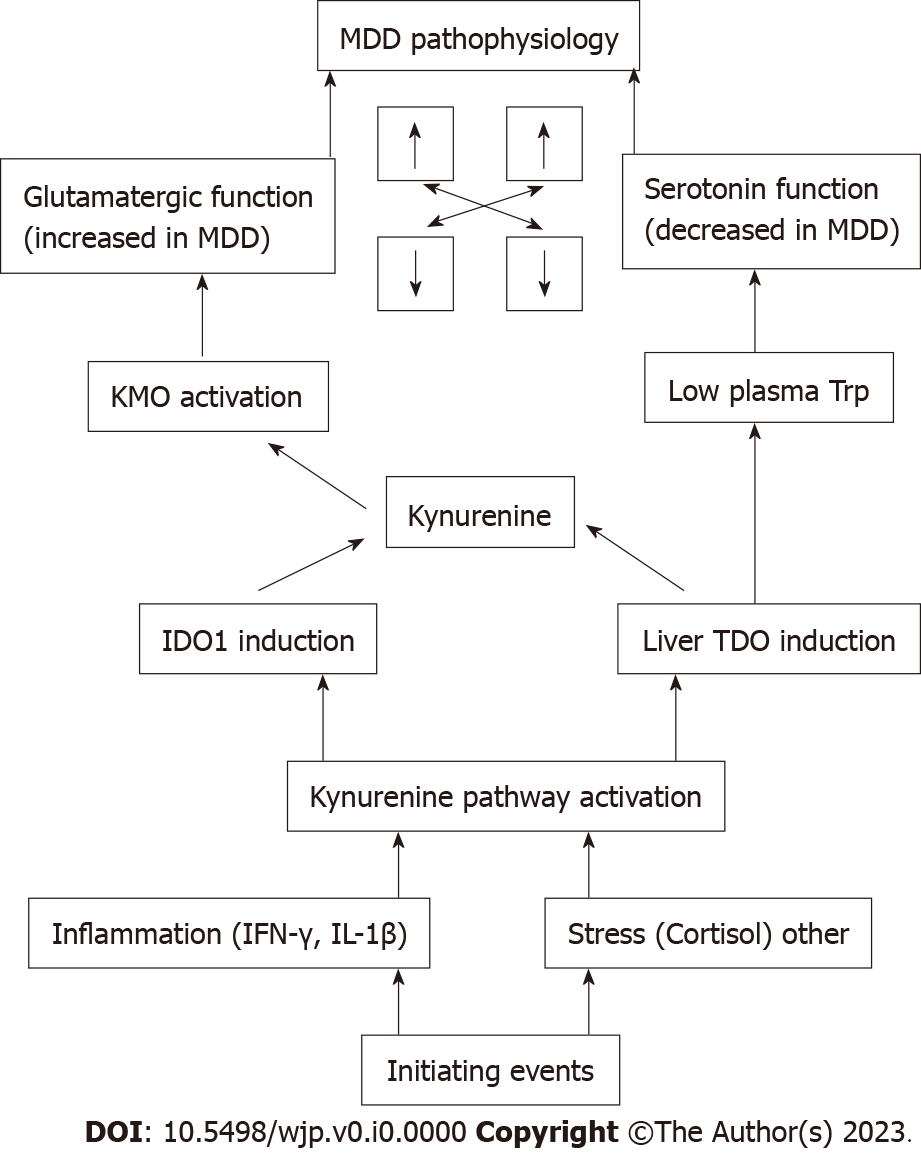 MDD pathophysiology
Glutamatergic function
(increased in MDD)
Serotonin function
(decreased in MDD)
KMO activation
Low plasma Trp
Kynurenine
IDO1 induction
Liver TDO induction
Kynurenine pathway activation
Inflammation (IFN-γ, IL-1β)
Stress (Cortisol) other
Initiating events
DOI: 10.5498/wjp.v0.i0.0000 Copyright ©The Author(s) 2023.